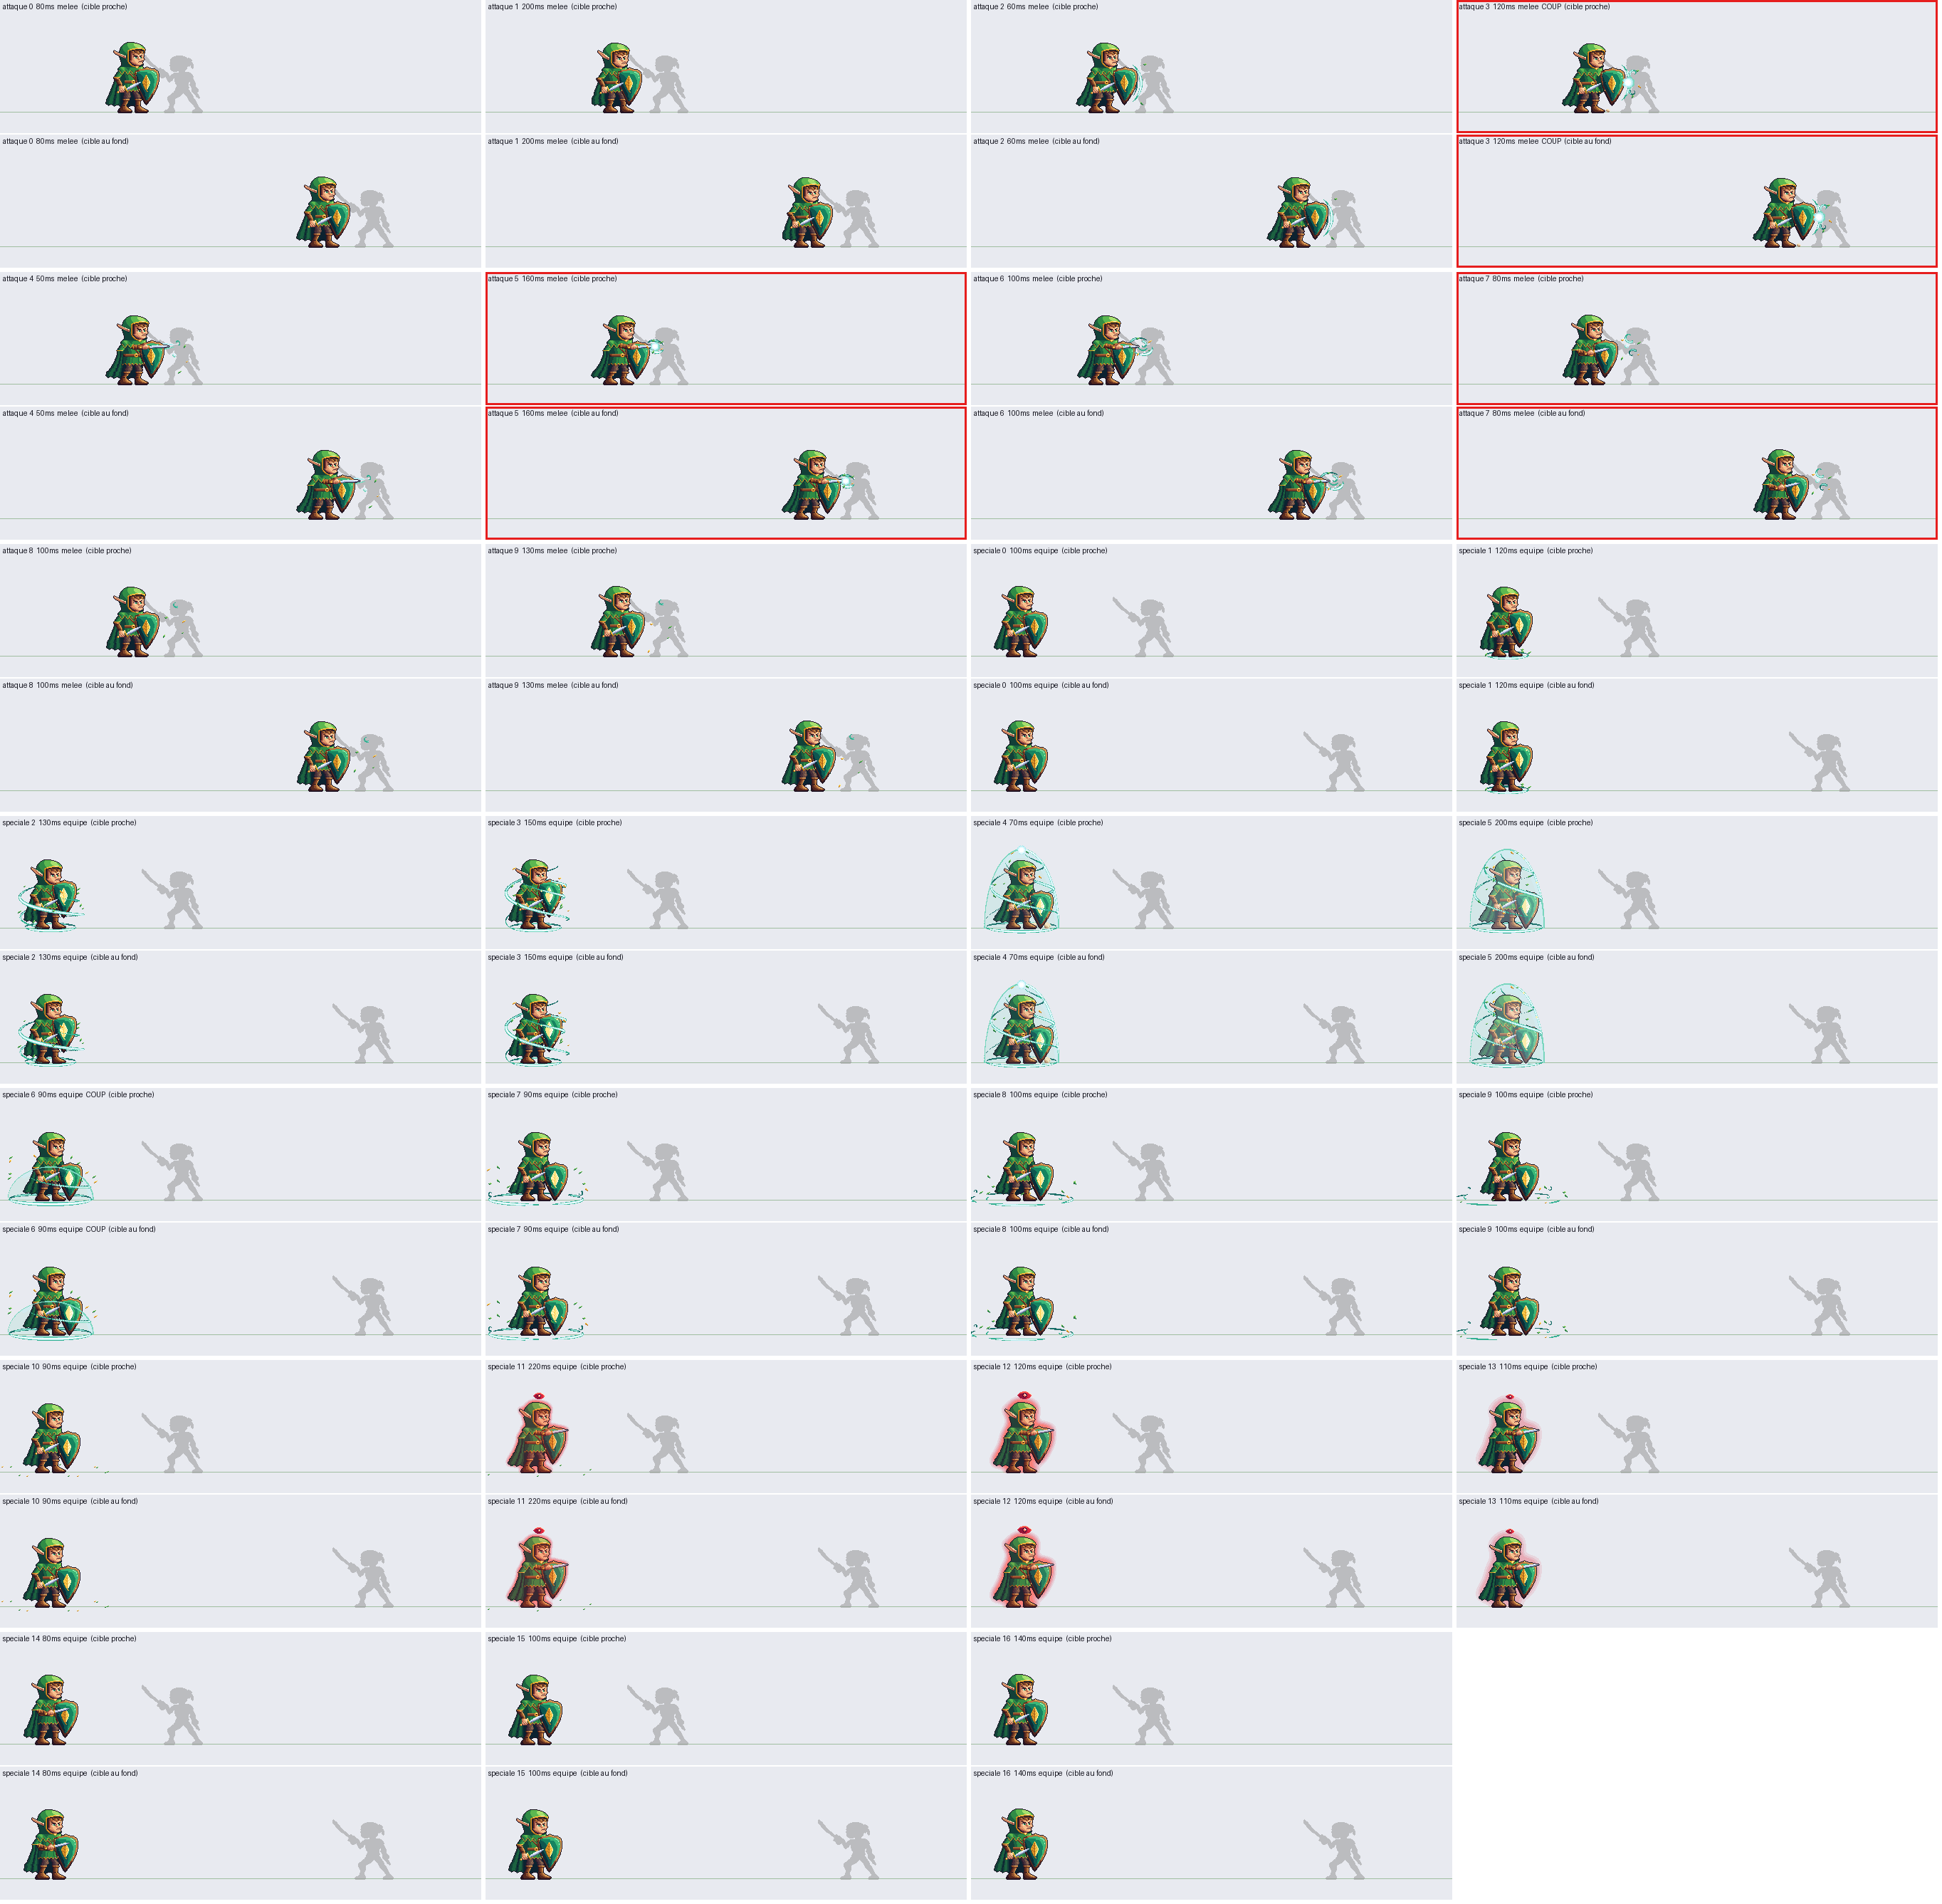 attaque 0 80ms melee (cible proche)
attaque 1 200ms melee (cible proche)
attaque 2 60ms melee (cible proche)
attaque 3 120ms melee COUP (cible proche)
attaque 0 80ms melee (cible au fond)
attaque 1 200ms melee (cible au fond)
attaque 2 60ms melee (cible au fond)
attaque 3 120ms melee COUP (cible au fond)
attaque 4 50ms melee (cible proche)
attaque 5 160ms melee (cible proche)
attaque 6 100ms melee (cible proche)
attaque 7 80ms melee (cible proche)
attaque 4 50ms melee (cible au fond)
attaque 5 160ms melee (cible au fond)
attaque 6 100ms melee (cible au fond)
attaque 7 80ms melee (cible au fond)
attaque 8 100ms melee (cible proche)
attaque 9 130ms melee (cible proche)
speciale 0 100ms equipe (cible proche)
speciale 1 120ms equipe (cible proche)
attaque 8 100ms melee (cible au fond)
attaque 9 130ms melee (cible au fond)
speciale 0 100ms equipe (cible au fond)
speciale 1 120ms equipe (cible au fond)
speciale 2 130ms equipe (cible proche)
speciale 3 150ms equipe (cible proche)
speciale 4 70ms equipe (cible proche)
speciale 5 200ms equipe (cible proche)
speciale 2 130ms equipe (cible au fond)
speciale 3 150ms equipe (cible au fond)
speciale 4 70ms equipe (cible au fond)
speciale 5 200ms equipe (cible au fond)
speciale 6 90ms equipe COUP (cible proche)
speciale 7 90ms equipe (cible proche)
speciale 8 100ms equipe (cible proche)
speciale 9 100ms equipe (cible proche)
speciale 6 90ms equipe COUP (cible au fond)
speciale 7 90ms equipe (cible au fond)
speciale 8 100ms equipe (cible au fond)
speciale 9 100ms equipe (cible au fond)
speciale 10 90ms equipe (cible proche)
speciale 11 220ms equipe (cible proche)
speciale 12 120ms equipe (cible proche)
speciale 13 110ms equipe (cible proche)
speciale 10 90ms equipe (cible au fond)
speciale 11 220ms equipe (cible au fond)
speciale 12 120ms equipe (cible au fond)
speciale 13 110ms equipe (cible au fond)
speciale 14 80ms equipe (cible proche)
speciale 15 100ms equipe (cible proche)
speciale 16 140ms equipe (cible proche)
speciale 14 80ms equipe (cible au fond)
speciale 15 100ms equipe (cible au fond)
speciale 16 140ms equipe (cible au fond)